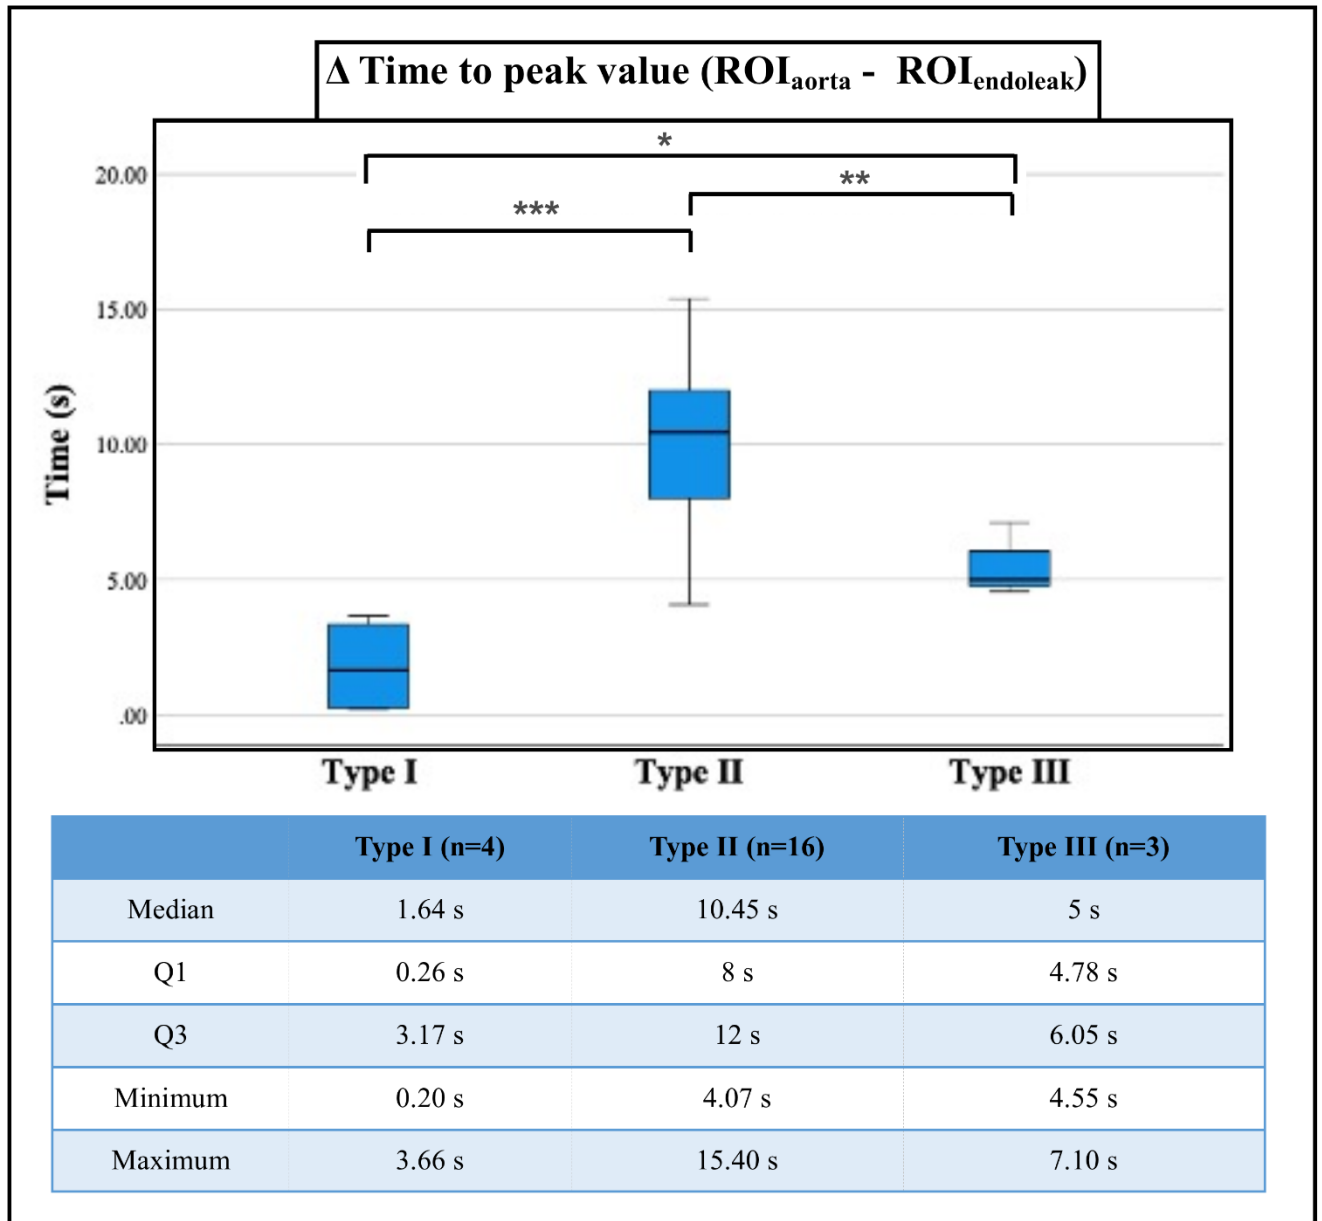 Δ Time to peak value (ROIaorta - ROIendoleak)
*
20.00
**
***
15.00
Time (s)
10.00
5.00
.00
Type I Type II Type III
Type I (n=4) Type II (n=16) Type III (n=3)
Median 1.64 s 10.45 s 5 s
Q1 0.26 s 8 s 4.78 s
Q3 3.17 s 12 s 6.05 s
Minimum 0.20 s 4.07 s 4.55 s
Maximum 3.66 s 15.40 s 7.10 s